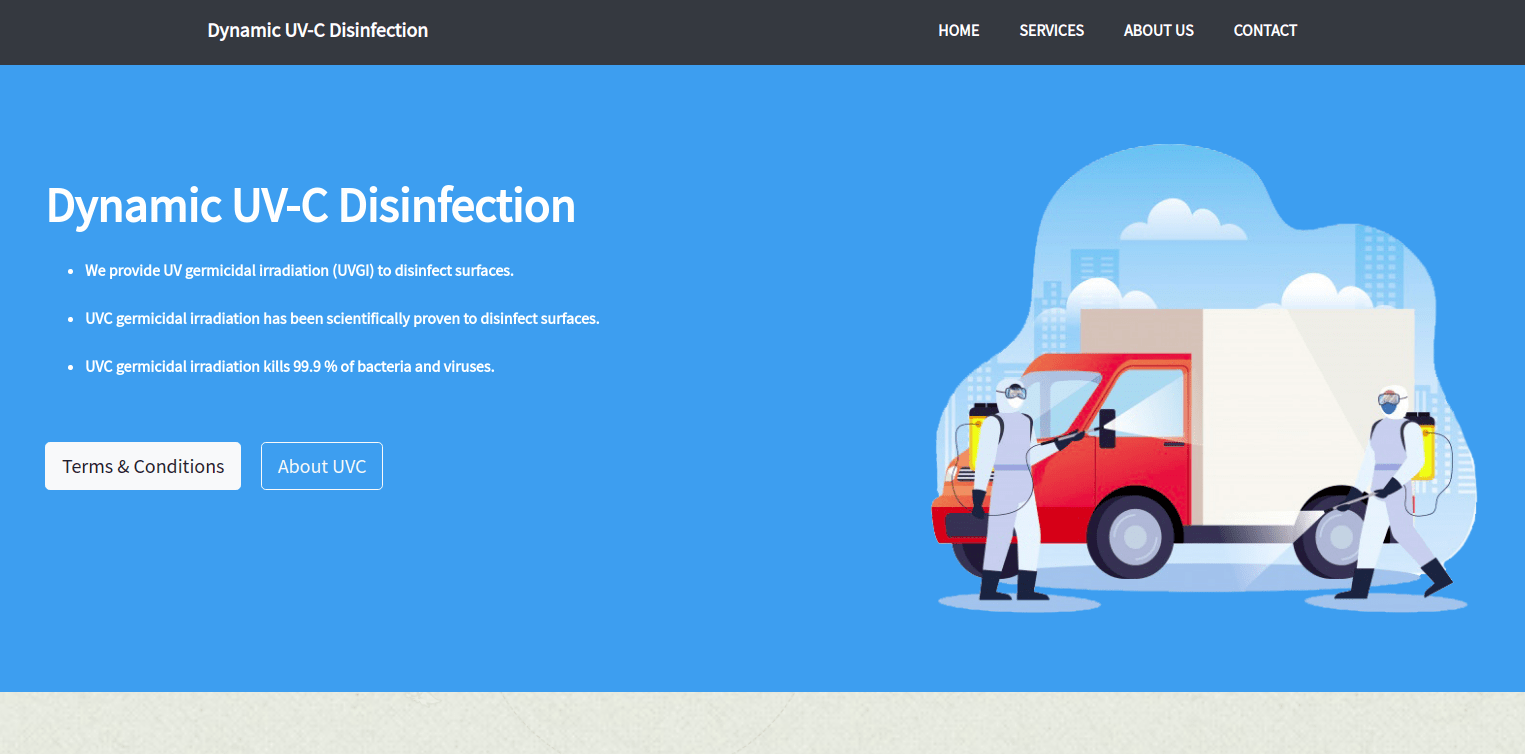 Dynamic UV-C Disinfection
HOME SERVICES ABOUT US CONTACT
Dynamic UV-C Disinfection
• We provide UV germicidal irradiation (UVGI) to disinfect surfaces.
• UVC germicidal irradiation has been scientifically proven to disinfect surfaces.
• UVC germicidal irradiation kills 99.9 % of bacteria and viruses.
Terms & Conditions About UVC